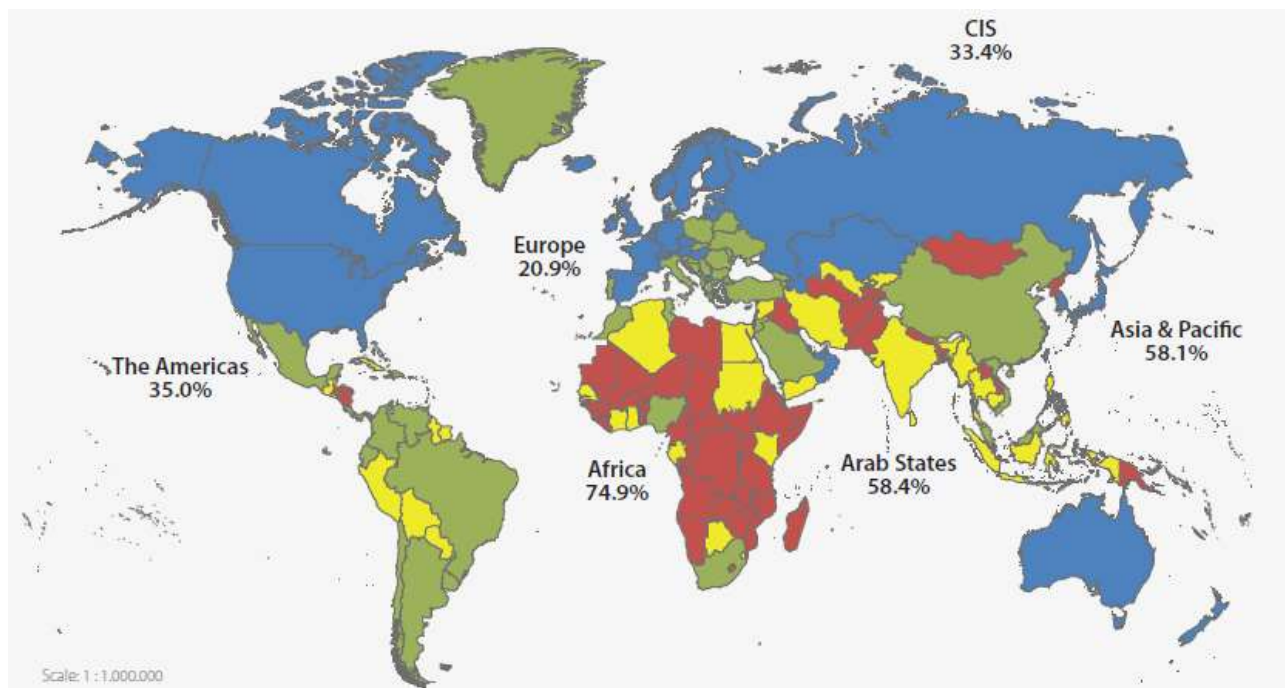 CIS
33.4%
Europe
20.9%
Asia & Pacific
58.1%
The Americas
35.0%
Africa
74.9%
Arab States
58.4%
Scale: 1 : 1.000.000